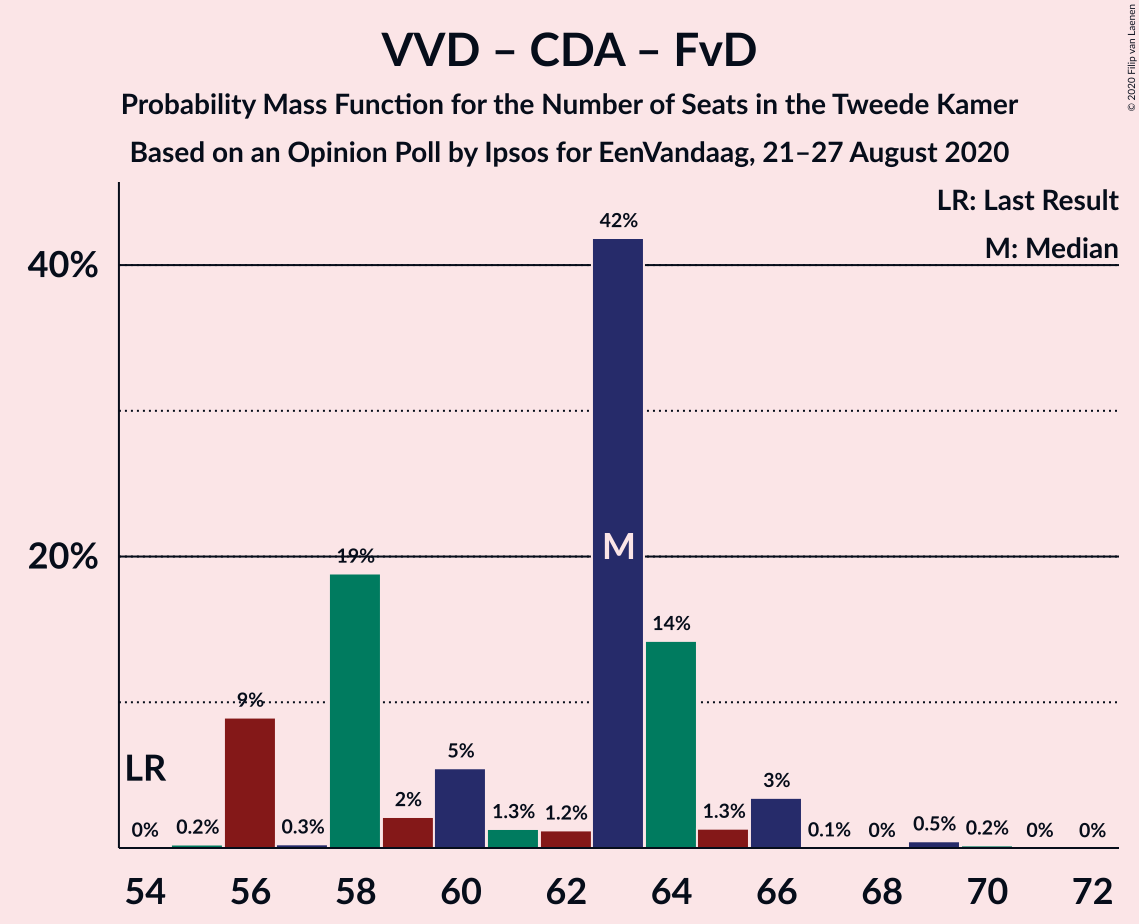 VVD – CDA – FvD
Probability Mass Function for the Number of Seats in the Tweede Kamer
Based on an Opinion Poll by Ipsos for EenVandaag, 21–27 August 2020
© 2020 Filip van Laenen
LR: Last Result
M: Median
40%
20%
42%
M
19%
14%
9%
5%
3%
LR
2%
1.3%
1.2%
1.3%
0%
0.2%
0.3%
0.1%
0%
0.5%
0.2%
0%
0%
54 56 58 60 62 64 66 68 70 72